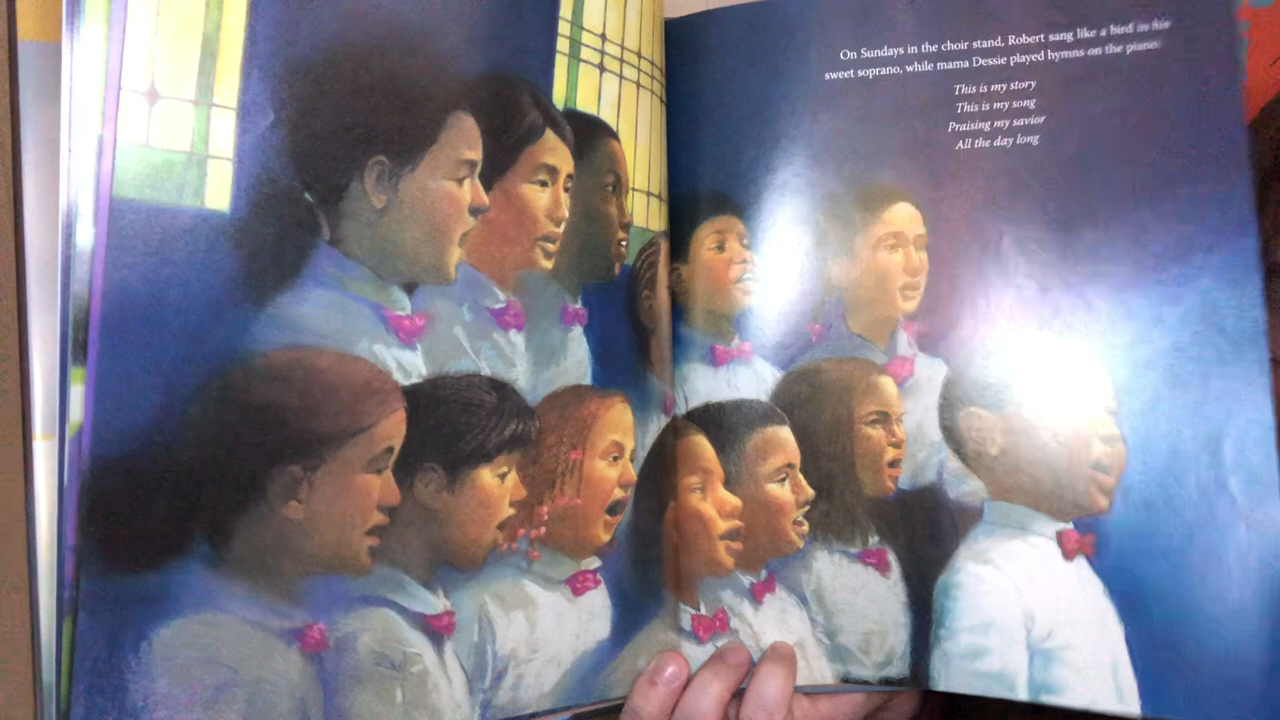 On Sundays in the choir stand, Robert sang like a bird in his
sweet soprano, while mama Dessie played hymns on the piano.
This is my story
This is my song
Praising my savior
All the day long